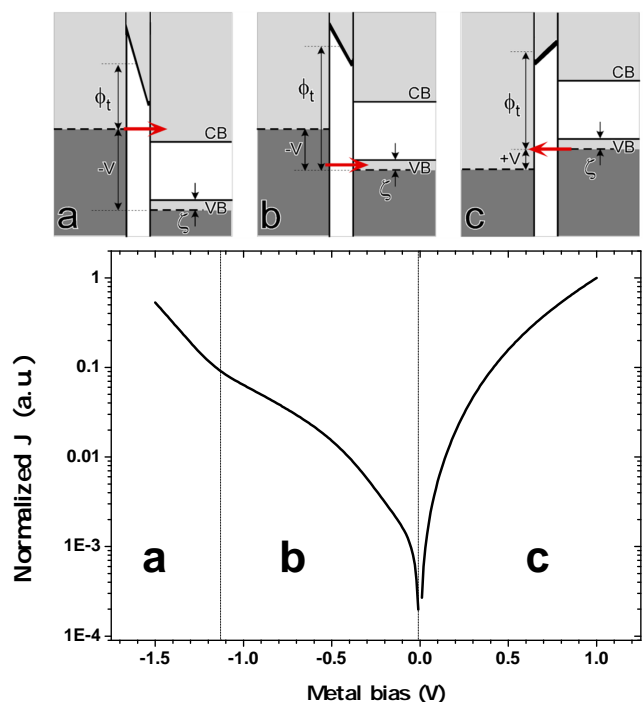 ϕt
-V
CB
VB
ζ
a
ϕt
-V
CB
VB
ζ
b
ϕt
+V
CB
VB
ζ
c
Normalized J (a.u.)
1
0.1
0.01
1E-3
1E-4
a
b
c
-1.5
-1.0
-0.5
0.0
0.5
1.0
Metal bias (V)